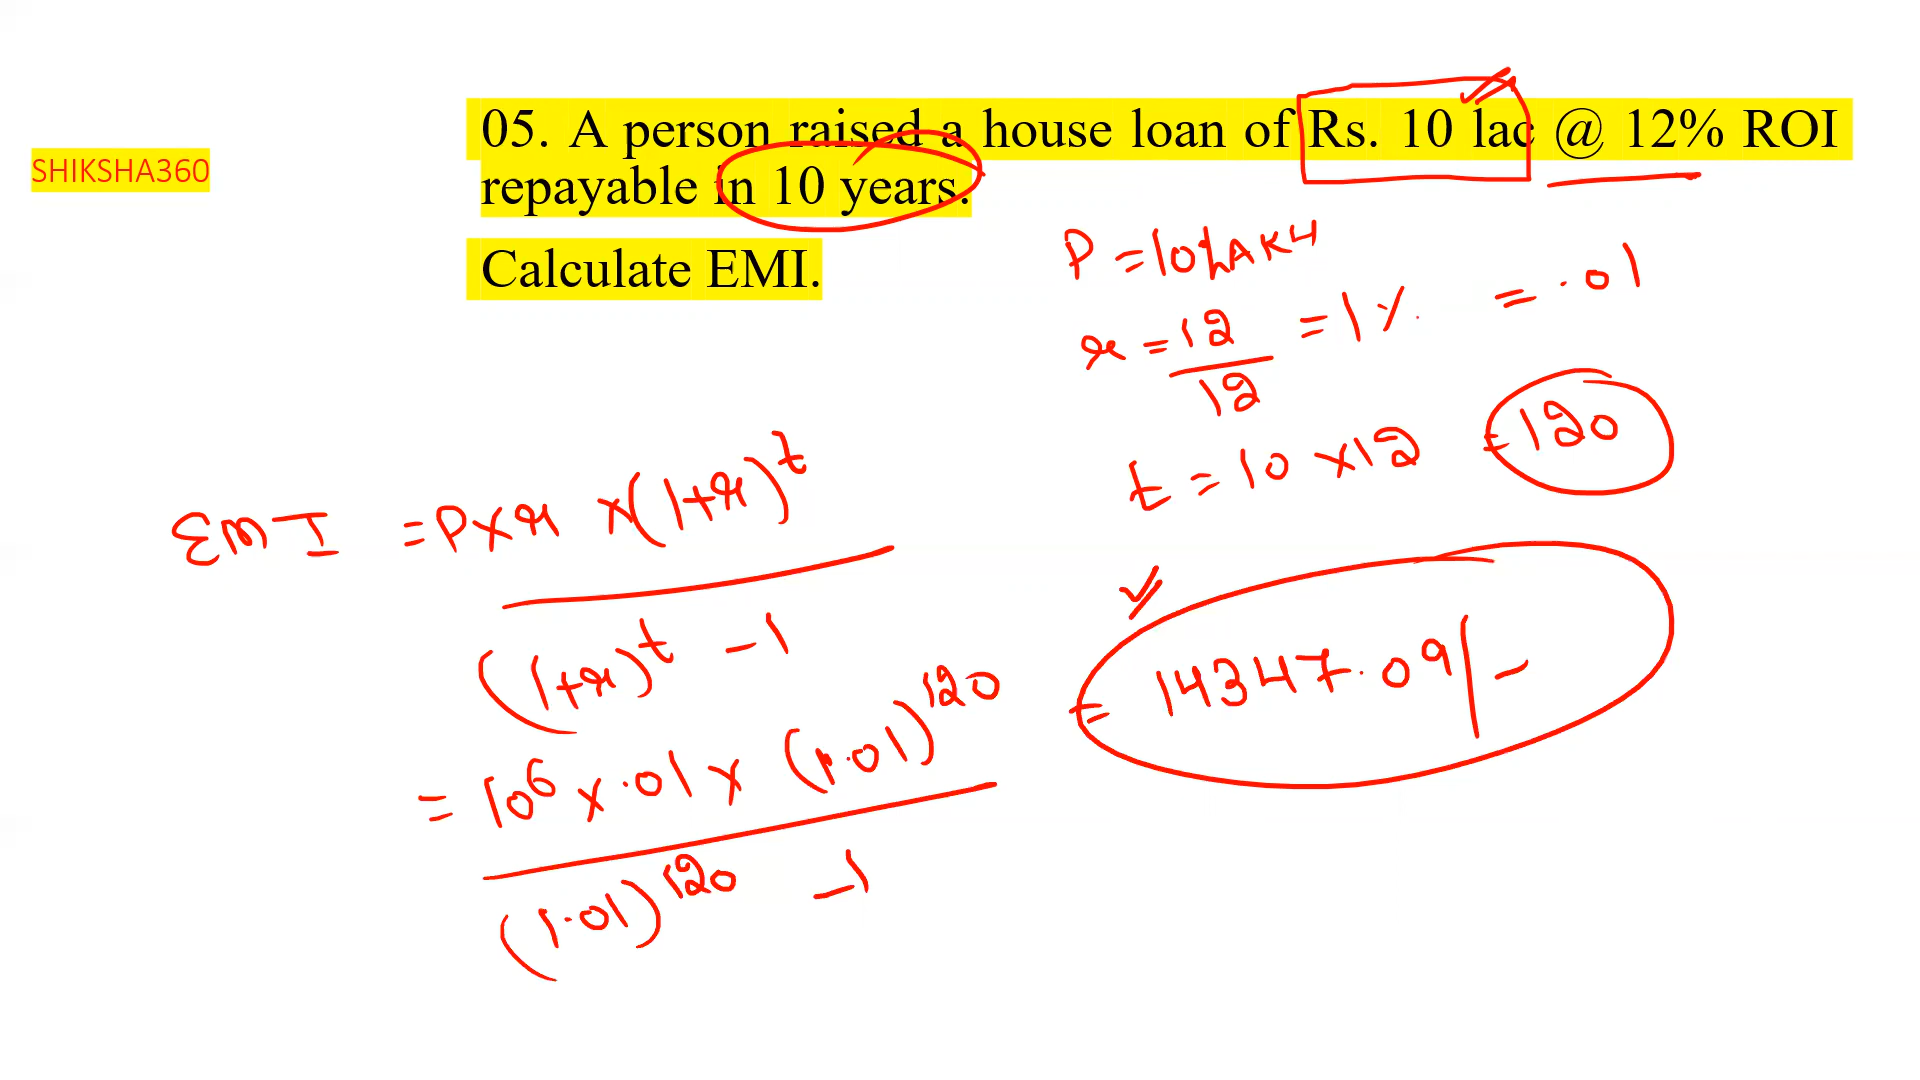 SHIKSHA360
05. A person raised a house loan of Rs. 10 lac @ 12% ROI
repayable in 10 years.
Calculate EMI.
P = 10 LAKH
r = 12/12 = 1% = .01
t = 10 x 12 = 120
EMI = P x r x (1+r)^t
(1+r)^t - 1
= 10^6 x .01 x (1.01)^120
(1.01)^120 - 1
= 14347.09/-